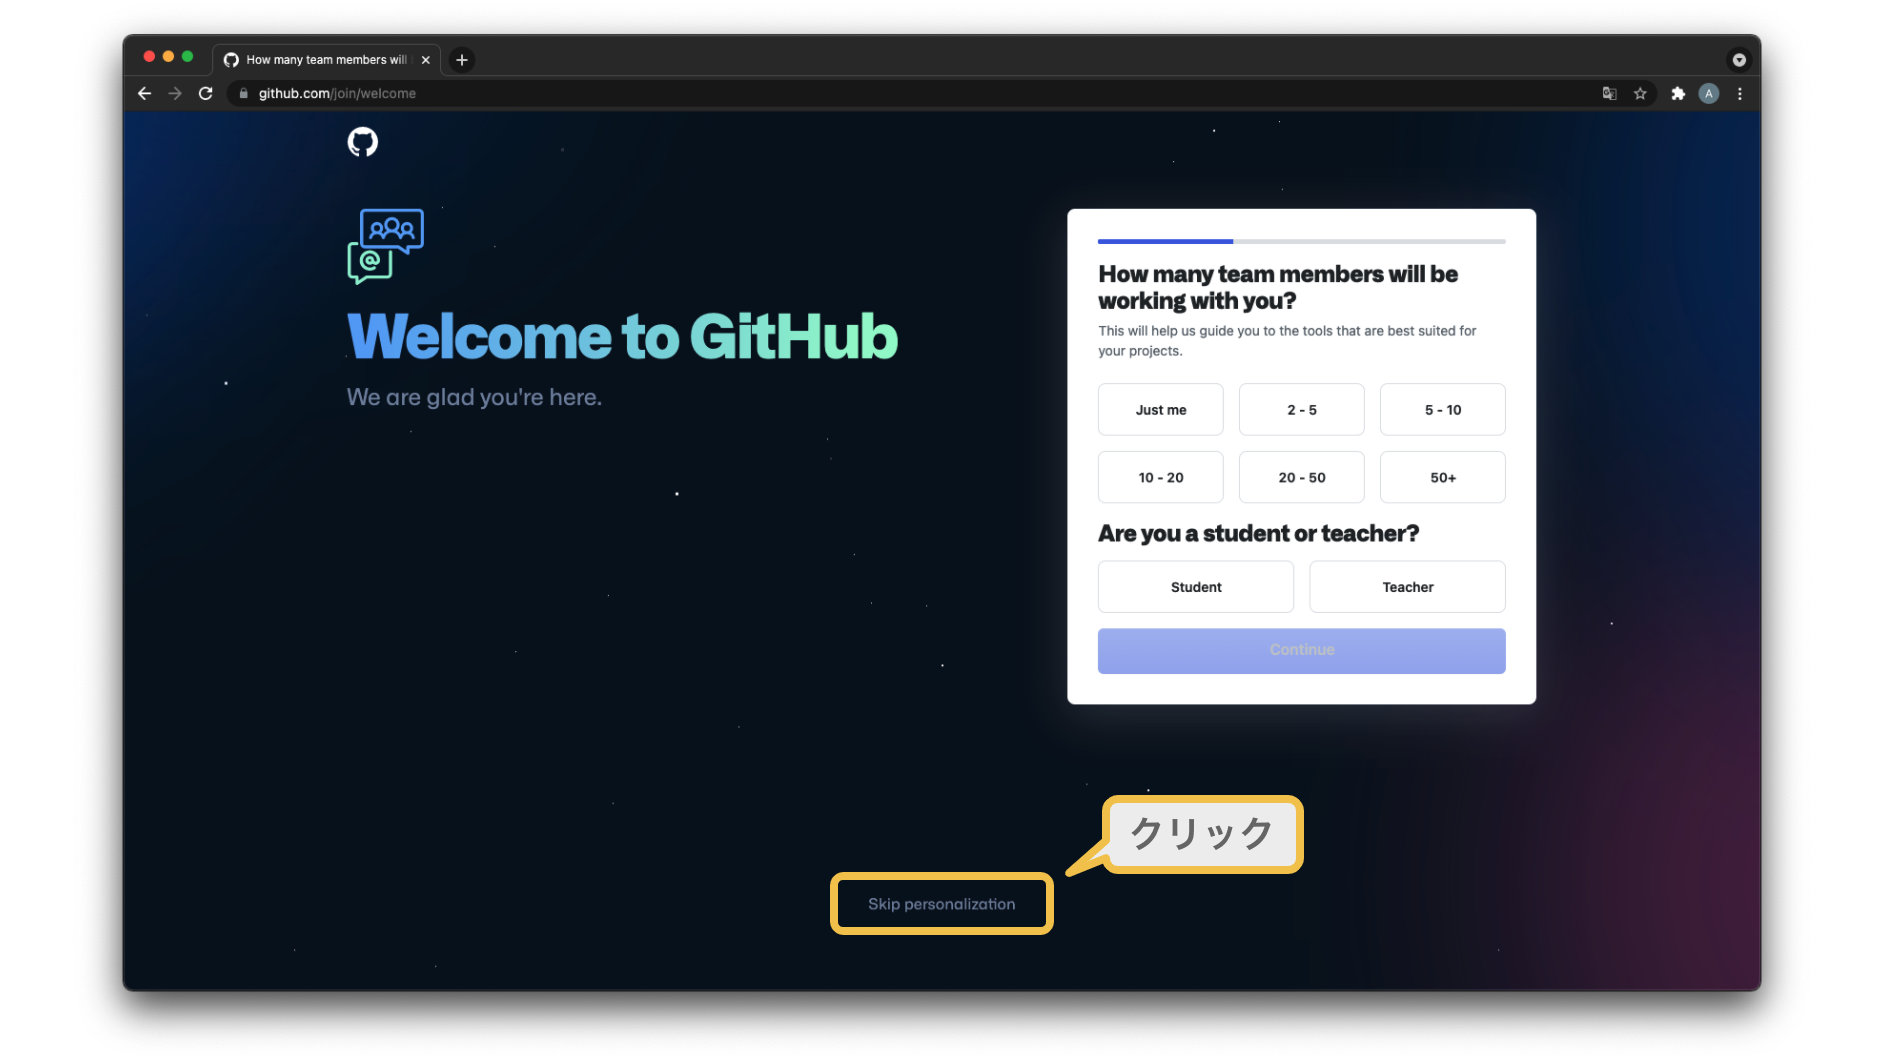 How many team members will
github.com/join/welcome
A
Welcome to GitHub
We are glad you're here.
How many team members will be
working with you?
This will help us guide you to the tools that are best suited for
your projects.
Just me
2 - 5
5 - 10
10 - 20
20 - 50
50+
Are you a student or teacher?
Student
Teacher
Continue
クリック
Skip personalization